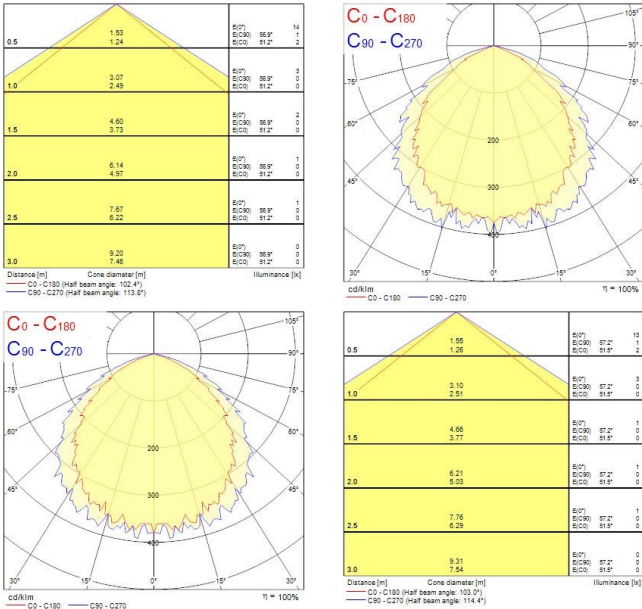 1.53
1.24
0.5
E(0°) 14
E(C90) 56.9° 1
E(C0) 51.2° 2
3.07
2.49
1.0
E(0°) 3
E(C90) 56.9° 0
E(C0) 51.2° 0
4.60
3.73
1.5
E(0°) 2
E(C90) 56.9° 0
E(C0) 51.2° 0
6.14
4.97
2.0
E(0°) 1
E(C90) 56.9° 0
E(C0) 51.2° 0
7.67
6.22
2.5
E(0°) 1
E(C90) 56.9° 0
E(C0) 51.2° 0
9.20
7.46
3.0
E(0°) 0
E(C90) 56.9° 0
E(C0) 51.2° 0
Distance [m] Cone diameter [m] Illuminance [lx]
C0 - C180 (Half beam angle: 102.4°)
C90 - C270 (Half beam angle: 113.8°)
C0 - C180
C90 - C270
105°
90°
75° 75°
60° 60°
45° 45°
200
300
400
30° 15° 0° 15° 30°
cd/klm η = 100%
C0 - C180 C90 - C270
C0 - C180
C90 - C270
105°
90°
75° 75°
60° 60°
45° 45°
200
300
400
30° 15° 0° 15° 30°
cd/klm η = 100%
C0 - C180 C90 - C270
1.55
1.26
0.5
E(0°) 13
E(C90) 57.2° 1
E(C0) 51.5° 2
3.10
2.51
1.0
E(0°) 3
E(C90) 57.2° 0
E(C0) 51.5° 0
4.66
3.77
1.5
E(0°) 1
E(C90) 57.2° 0
E(C0) 51.5° 0
6.21
5.03
2.0
E(0°) 1
E(C90) 57.2° 0
E(C0) 51.5° 0
7.76
6.29
2.5
E(0°) 1
E(C90) 57.2° 0
E(C0) 51.5° 0
9.31
7.54
3.0
E(0°) 0
E(C90) 57.2° 0
E(C0) 51.5° 0
Distance [m] Cone diameter [m] Illuminance [lx]
C0 - C180 (Half beam angle: 103.0°)
C90 - C270 (Half beam angle: 114.4°)